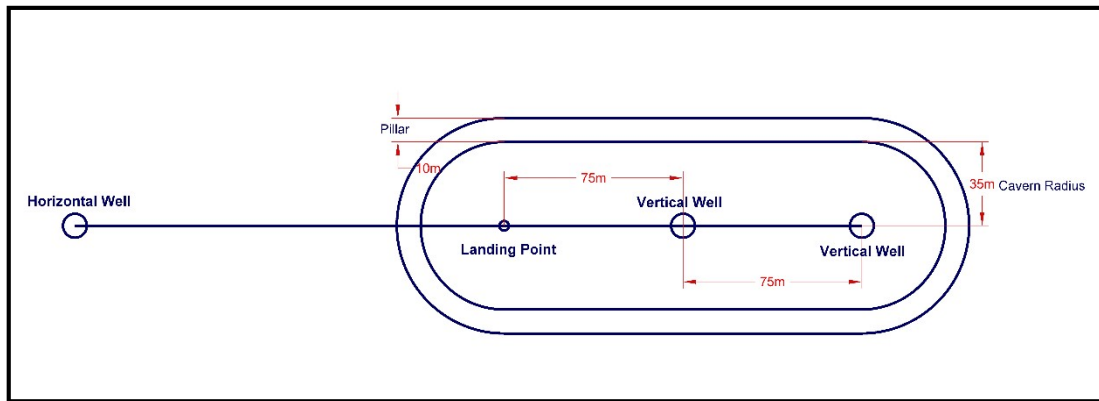 Pillar
10m
75m
35m Cavern Radius
Horizontal Well
Vertical Well
Landing Point
Vertical Well
75m